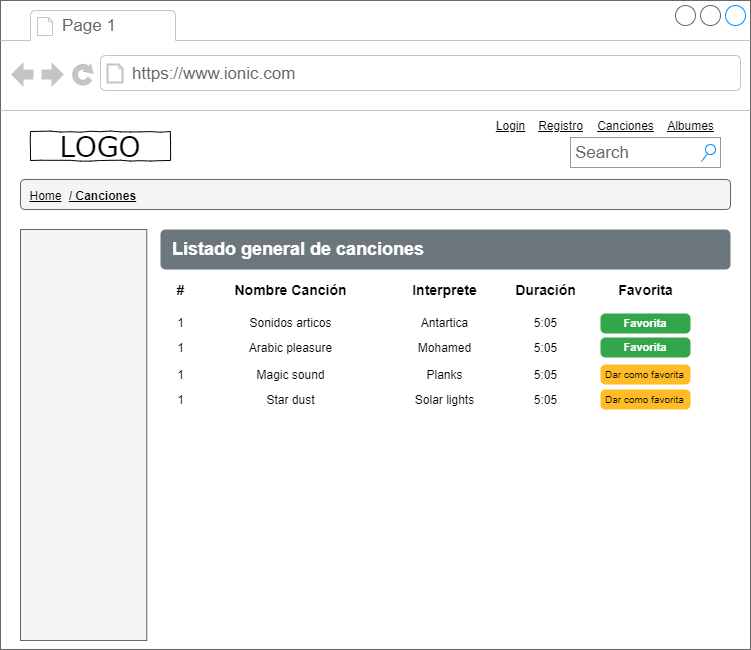 Page 1
https://www.ionic.com
Login Registro Canciones Albumes
LOGO
Search
Home / Canciones
Listado general de canciones
# Nombre Canción Interprete Duración Favorita
1 Sonidos articos Antartica 5:05 Favorita
1 Arabic pleasure Mohamed 5:05 Favorita
1 Magic sound Planks 5:05 Dar como favorita
1 Star dust Solar lights 5:05 Dar como favorita